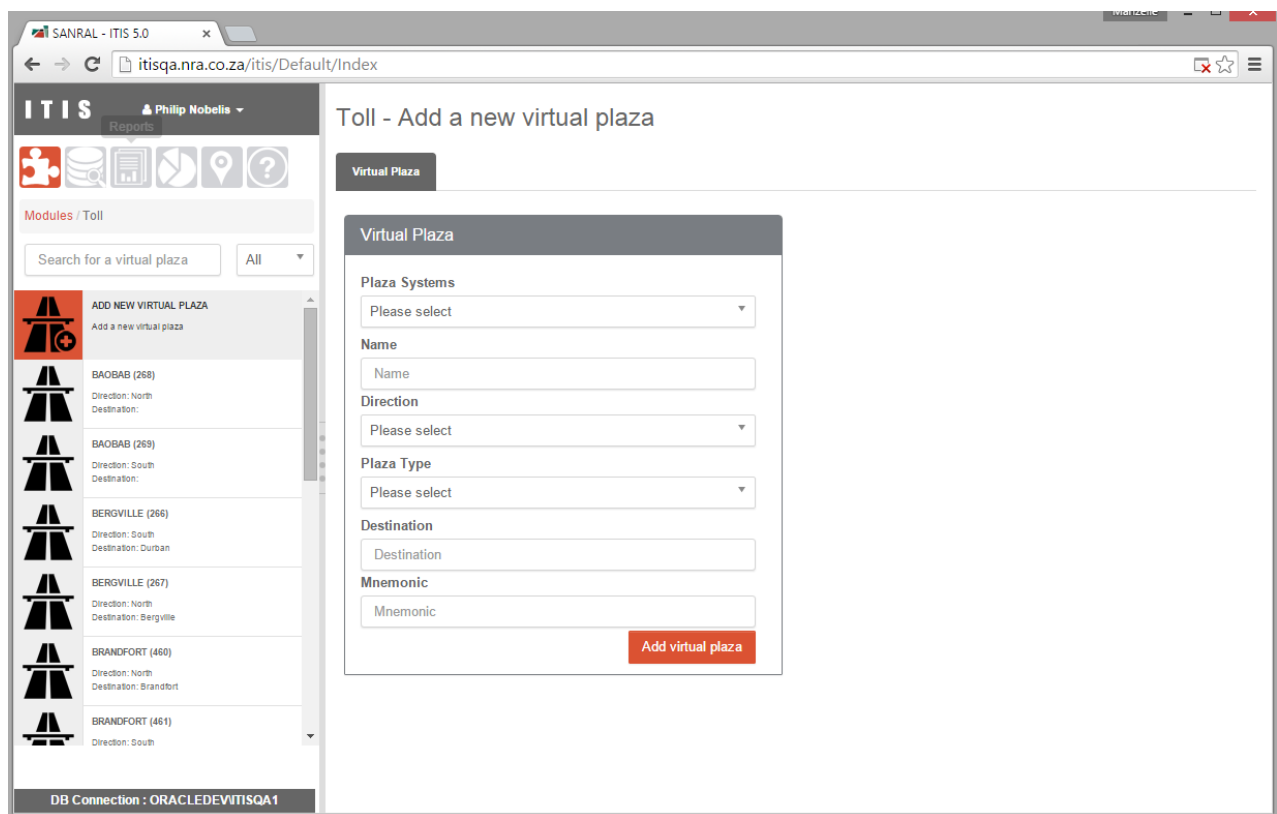 Manzelle
SANRAL - ITIS 5.0
itisqa.nra.co.za/itis/Default/Index
ITIS
Philip Nobelis
Reports
Toll - Add a new virtual plaza
Virtual Plaza
Modules / Toll
Search for a virtual plaza
All
ADD NEW VIRTUAL PLAZA
Add a new virtual plaza
BAOBAB (268)
Direction: North
Destination:
BAOBAB (269)
Direction: South
Destination:
BERGVILLE (266)
Direction: South
Destination: Durban
BERGVILLE (267)
Direction: North
Destination: Bergville
BRANDFORT (460)
Direction: North
Destination: Brandfort
BRANDFORT (461)
Direction: South
DB Connection : ORACLEDEV\ITISQA1
Virtual Plaza
Plaza Systems
Please select
Name
Name
Direction
Please select
Plaza Type
Please select
Destination
Destination
Mnemonic
Mnemonic
Add virtual plaza